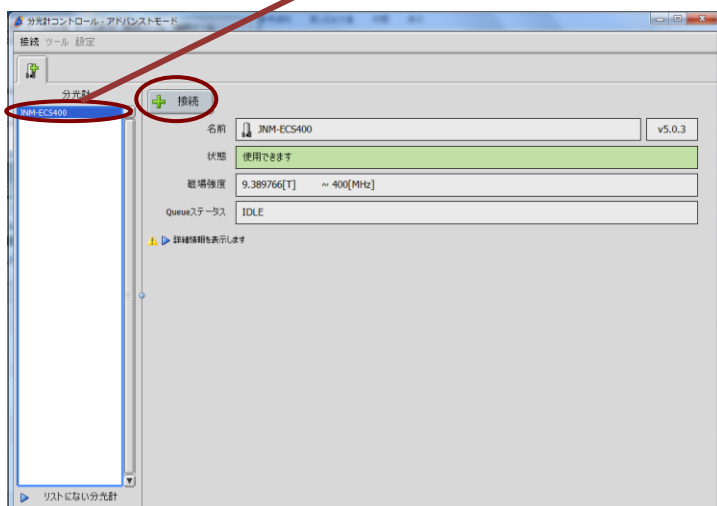 分光計コントロール - アドバンストモード
接続 ツール 設定
分光計
JNM-ECS400
接続
名前 JNM-ECS400 v5.0.3
状態 使用できます
磁場強度 9.389766[T] ~ 400[MHz]
Queueステータス IDLE
詳細情報を表示します
リストにない分光計